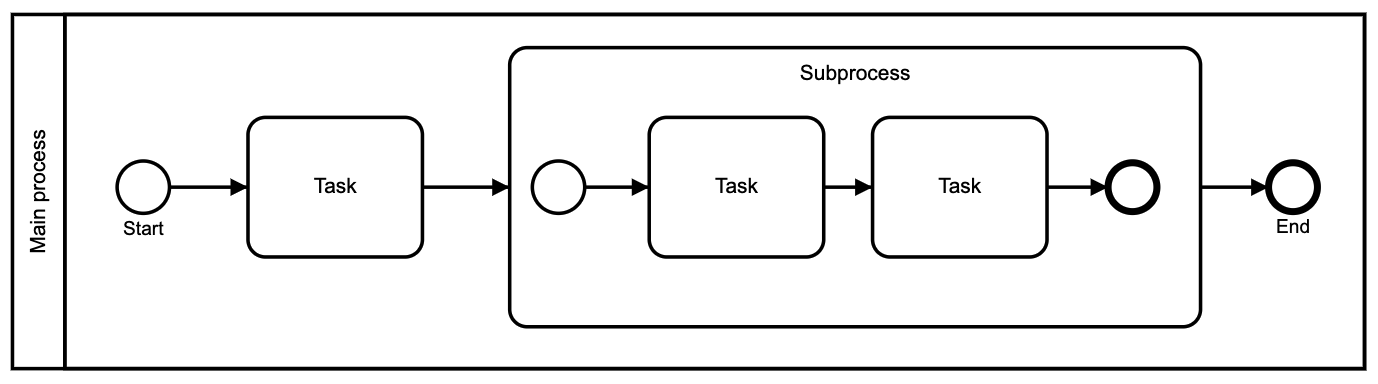 Main process
Start
Task
Subprocess
Task
Task
End